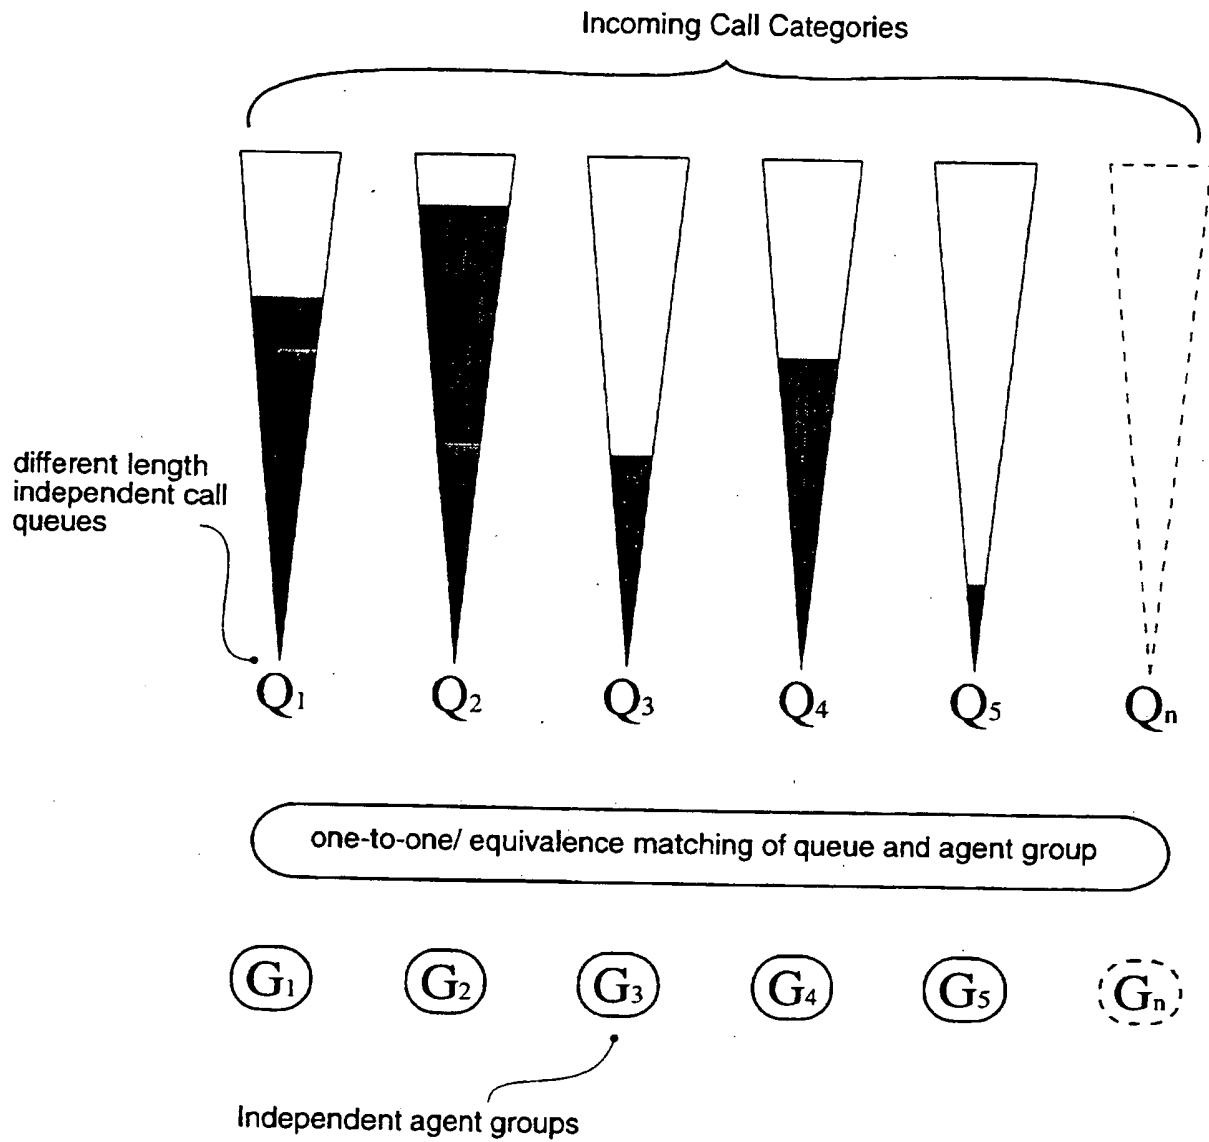 Incoming Call Categories
different length
independent call
queues
Q1 Q2 Q3 Q4 Q5 Qn
one-to-one/ equivalence matching of queue and agent group
G1 G2 G3 G4 G5 Gn
Independent agent groups